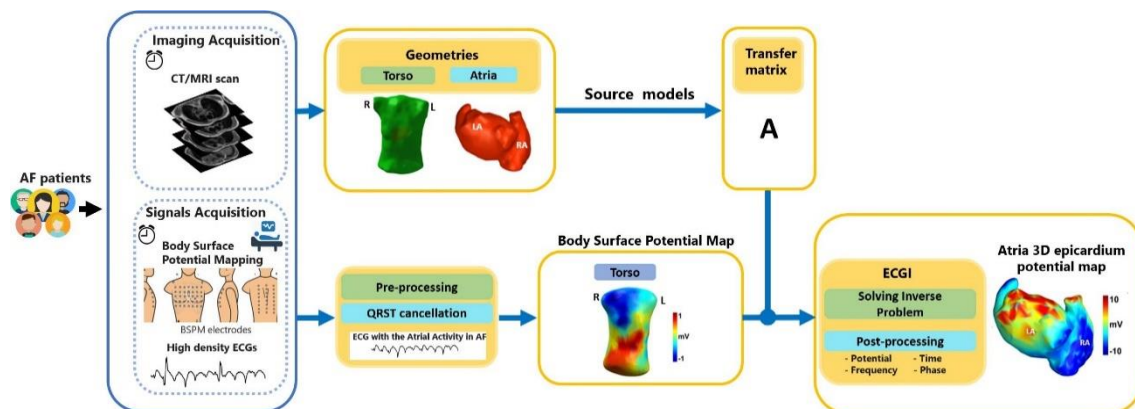 AF patients
Imaging Acquisition
CT/MRI scan
Signals Acquisition
Body Surface
Potential Mapping
BSPM electrodes
High density ECGs
Geometries
Torso
Atria
R
L
LA
RA
Source models
Transfer
matrix
A
Pre-processing
QRST cancellation
ECG with the Atrial Activity in AF
Body Surface Potential Map
Torso
R
L
1
mV
-1
ECGI
Solving Inverse
Problem
Post-processing
- Potential - Time
- Frequency - Phase
Atria 3D epicardium
potential map
LA
RA
10
mV
-10